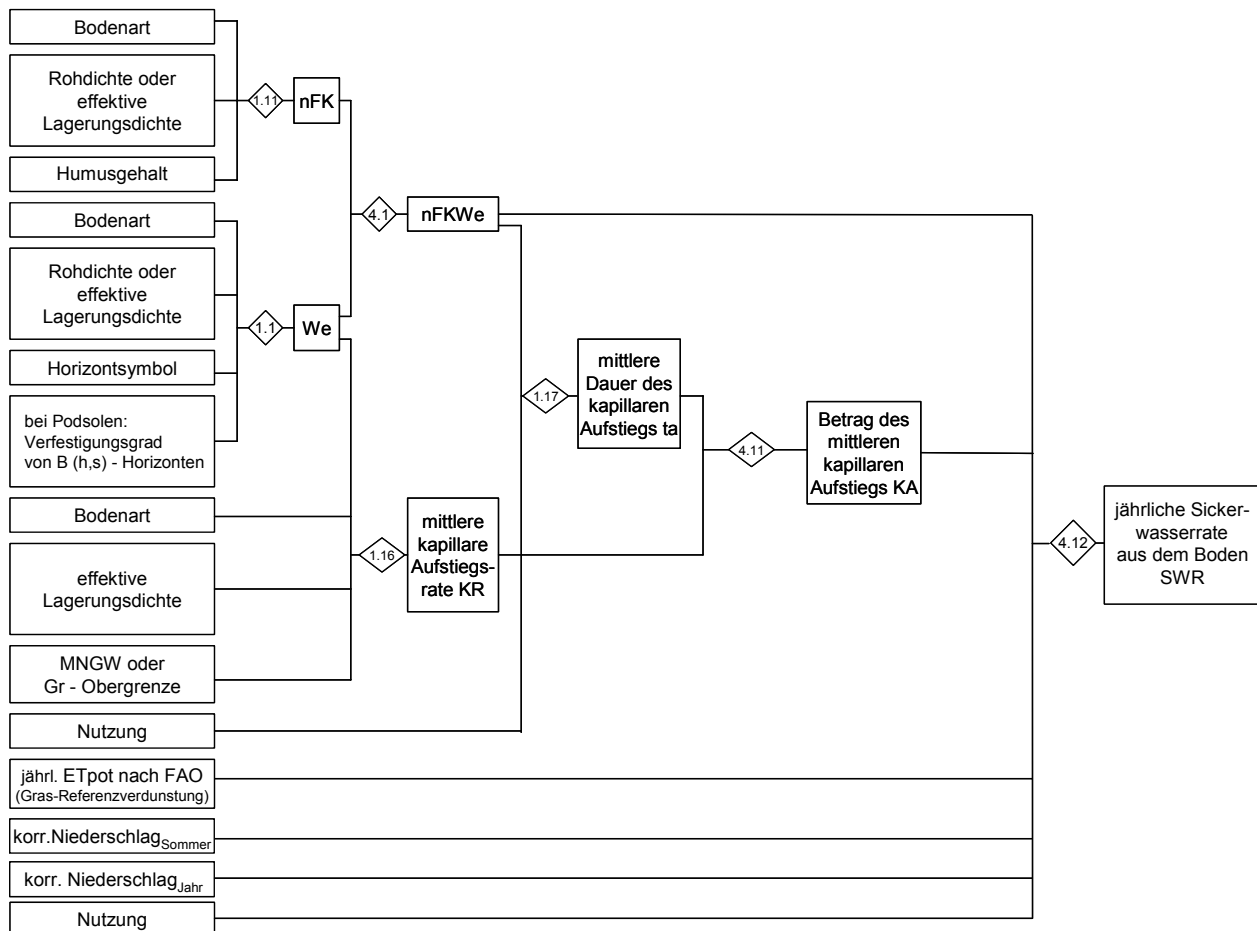 Bodenart
Rohdichte oder
effektive
Lagerungsdichte
Humusgehalt
1.11
nFK
Bodenart
Rohdichte oder
effektive
Lagerungsdichte
Horizontsymbol
bei Podsolen:
Verfestigungsgrad
von B (h,s) - Horizonten
1.1
We
4.1
nFKWe
Bodenart
effektive
Lagerungsdichte
MNGW oder
Gr - Obergrenze
1.16
mittlere
kapillare
Aufstiegs-
rate KR
Nutzung
1.17
mittlere
Dauer des
kapillaren
Aufstiegs ta
4.11
Betrag des
mittleren
kapillaren
Aufstiegs KA
jährl. ETpot nach FAO
(Gras-Referenzverdunstung)
korr.Niederschlag Sommer
korr. Niederschlag Jahr
Nutzung
4.12
jährliche Sicker-
wasserrate
aus dem Boden
SWR